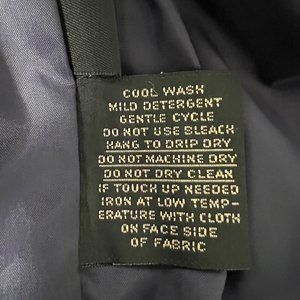 COOL WASH
MILD DETERGENT
GENTLE CYCLE
DO NOT USE BLEACH
HANG TO DRIP DRY
DO NOT MACHINE DRY
DO NOT DRY CLEAN
IF TOUCH UP NEEDED
IRON AT LOW TEMP-
ERATURE WITH CLOTH
ON FACE SIDE
OF FABRIC